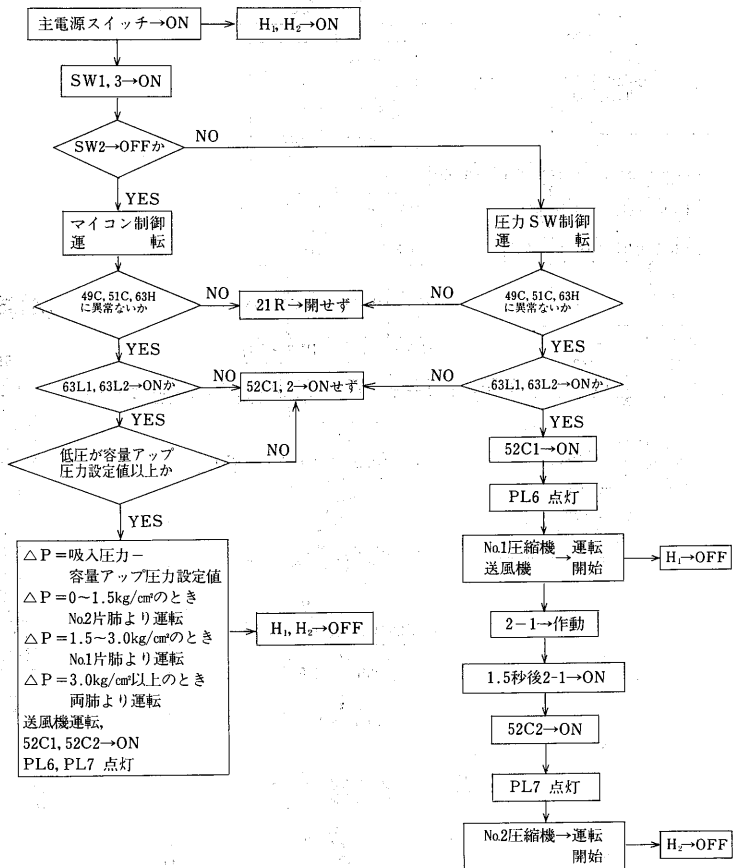 主電源スイッチ→ON
H₁, H₂→ON
SW1, 3→ON
SW2→OFFか
NO
YES
マイコン制御
運　　　転
圧力SW制御
運　　　転
49C, 51C, 63H
に異常ないか
NO
21R→開せず
NO
49C, 51C, 63H
に異常ないか
YES
YES
63L1, 63L2→ONか
NO
52C1, 2→ONせず
NO
63L1, 63L2→ONか
YES
YES
低圧が容量アップ
圧力設定値以上か
NO
52C1→ON
YES
PL6 点灯
△P＝吸入圧力－
容量アップ圧力設定値
△P＝0～1.5kg/cm²のとき
No.2片肺より運転
△P＝1.5～3.0kg/cm²のとき
No.1片肺より運転
△P＝3.0kg/cm²以上のとき
両肺より運転
送風機運転,
52C1, 52C2→ON
PL6, PL7 点灯
H₁, H₂→OFF
No.1圧縮機→運転
送風機　　　開始
H₁→OFF
2−1→作動
1.5秒後2-1→ON
52C2→ON
PL7 点灯
No.2圧縮機→運転
開始
H₂→OFF